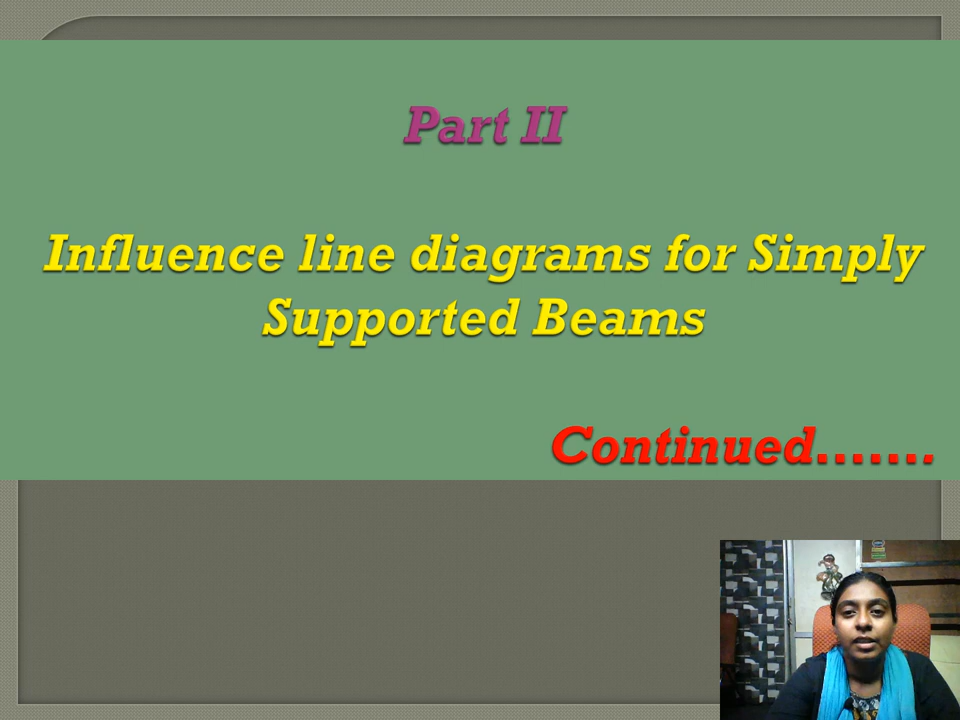 Part II
Influence line diagrams for Simply
Supported Beams
Continued.......